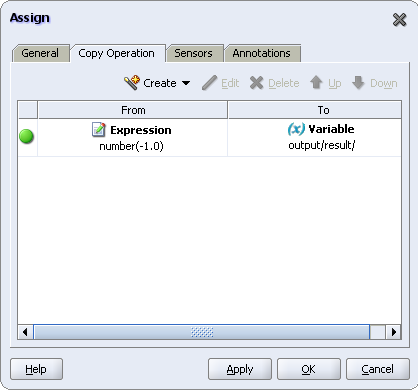 Assign
General Copy Operation Sensors Annotations
Create Edit Delete Up Down
From To
Expression (x) Variable
number(-1.0) output/result/
Help Apply OK Cancel